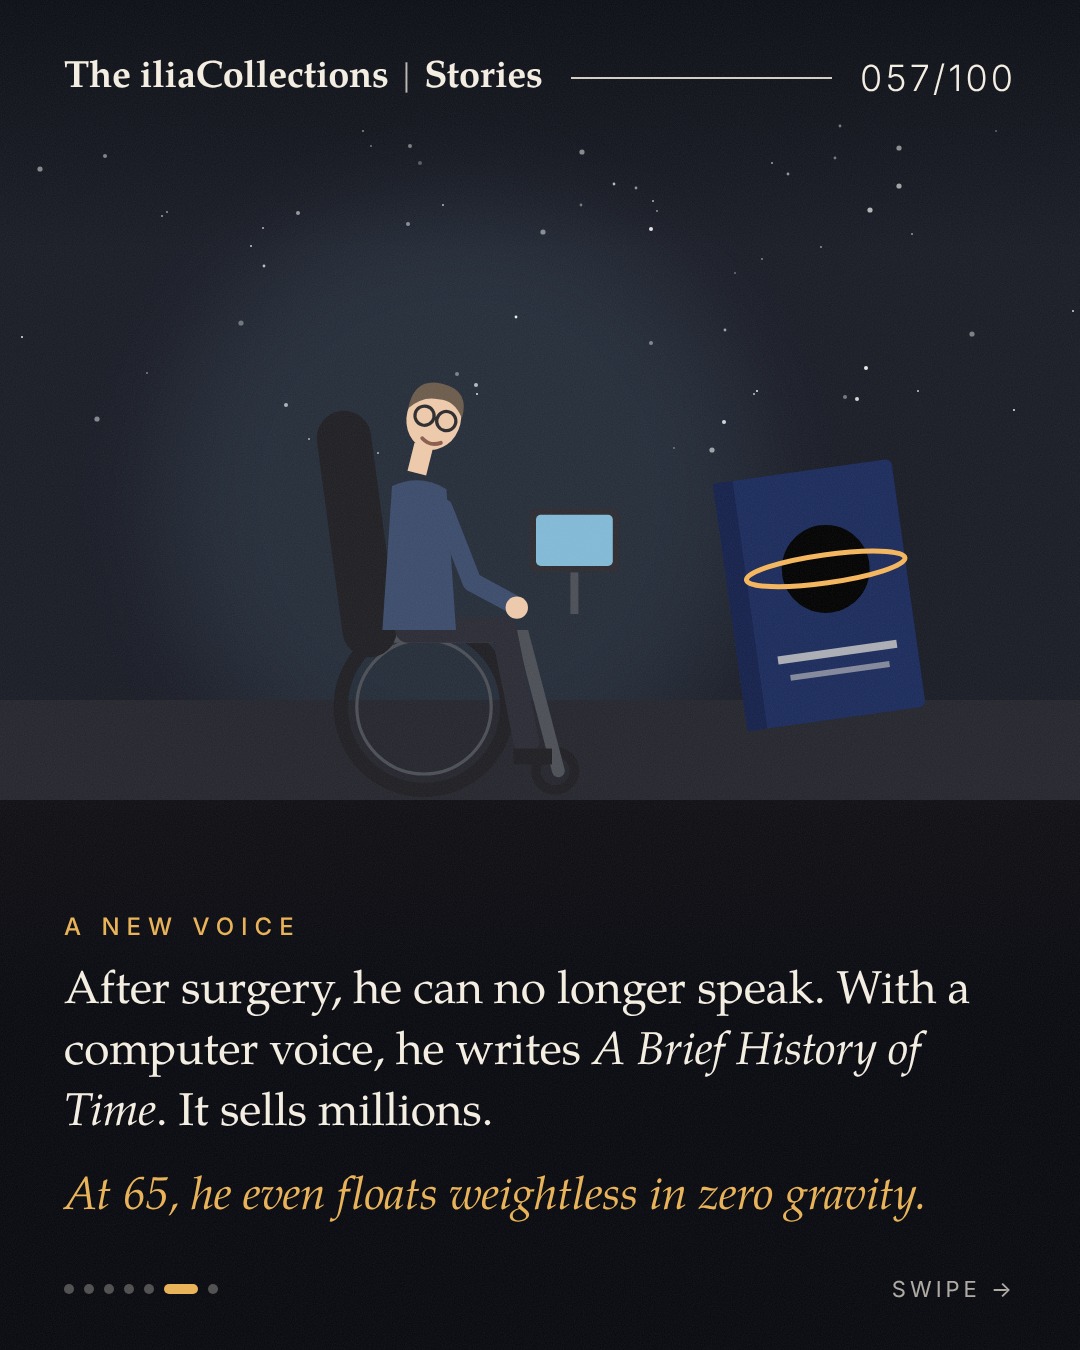 The iliaCollections | Stories 057/100
A NEW VOICE
After surgery, he can no longer speak. With a
computer voice, he writes A Brief History of
Time. It sells millions.
At 65, he even floats weightless in zero gravity.
SWIPE →